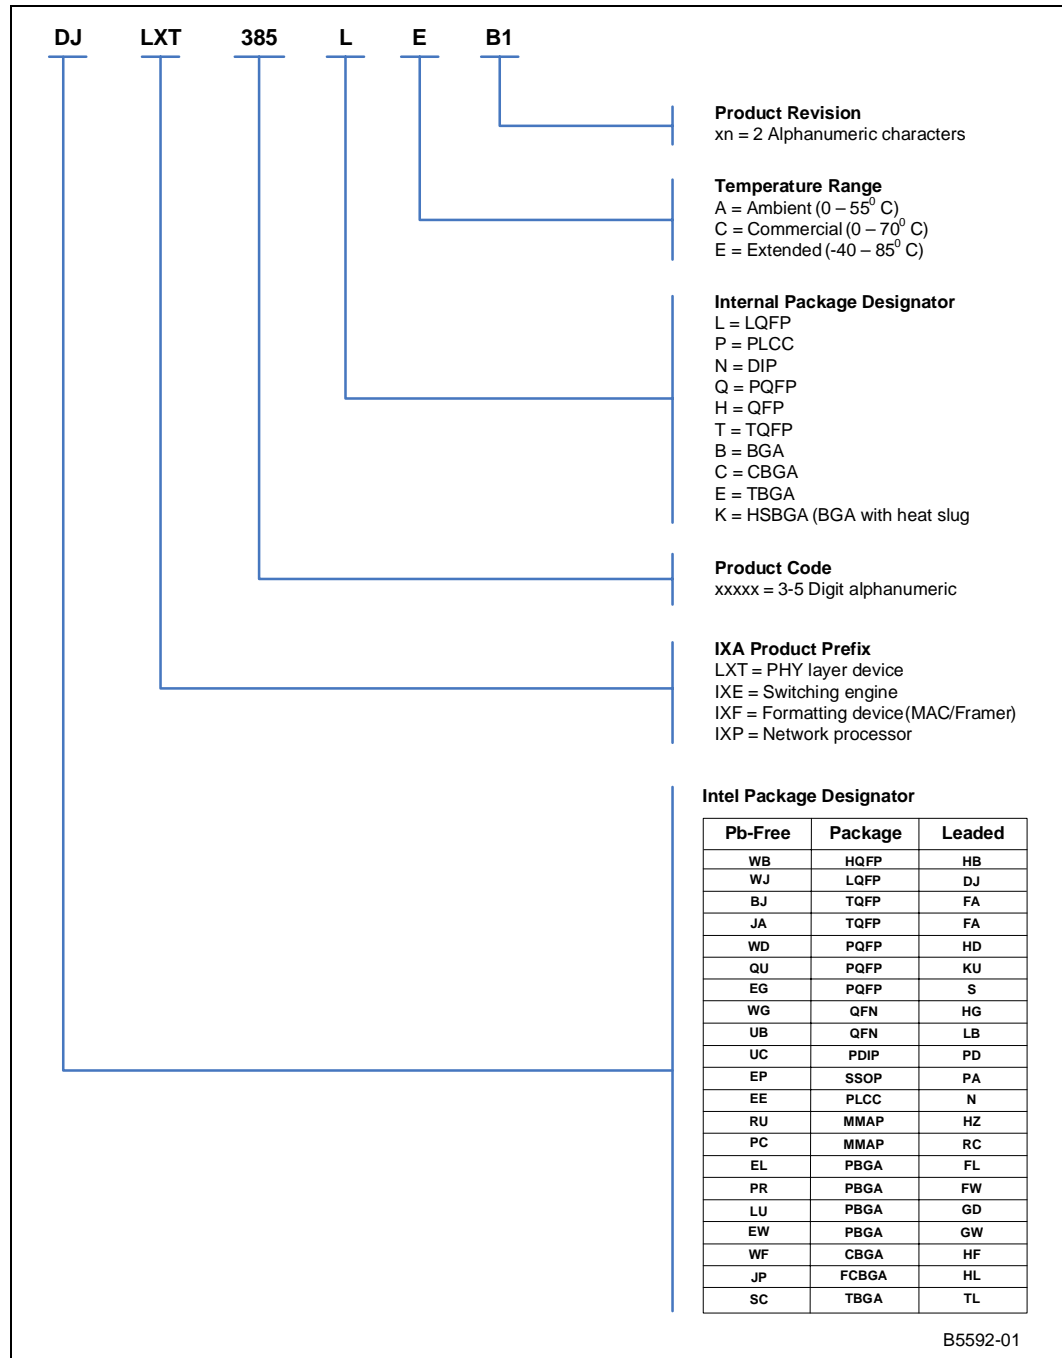 DJ LXT 385 L E B1
Product Revision
xn = 2 Alphanumeric characters
Temperature Range
A = Ambient (0 – 55⁰ C)
C = Commercial (0 – 70⁰ C)
E = Extended (-40 – 85⁰ C)
Internal Package Designator
L = LQFP
P = PLCC
N = DIP
Q = PQFP
H = QFP
T = TQFP
B = BGA
C = CBGA
E = TBGA
K = HSBGA (BGA with heat slug
Product Code
xxxxx = 3-5 Digit alphanumeric
IXA Product Prefix
LXT = PHY layer device
IXE = Switching engine
IXF = Formatting device (MAC/Framer)
IXP = Network processor
Intel Package Designator
Pb-Free Package Leaded
WB HQFP HB
WJ LQFP DJ
BJ TQFP FA
JA TQFP FA
WD PQFP HD
QU PQFP KU
EG PQFP S
WG QFN HG
UB QFN LB
UC PDIP PD
EP SSOP PA
EE PLCC N
RU MMAP HZ
PC MMAP RC
EL PBGA FL
PR PBGA FW
LU PBGA GD
EW PBGA GW
WF CBGA HF
JP FCBGA HL
SC TBGA TL
B5592-01